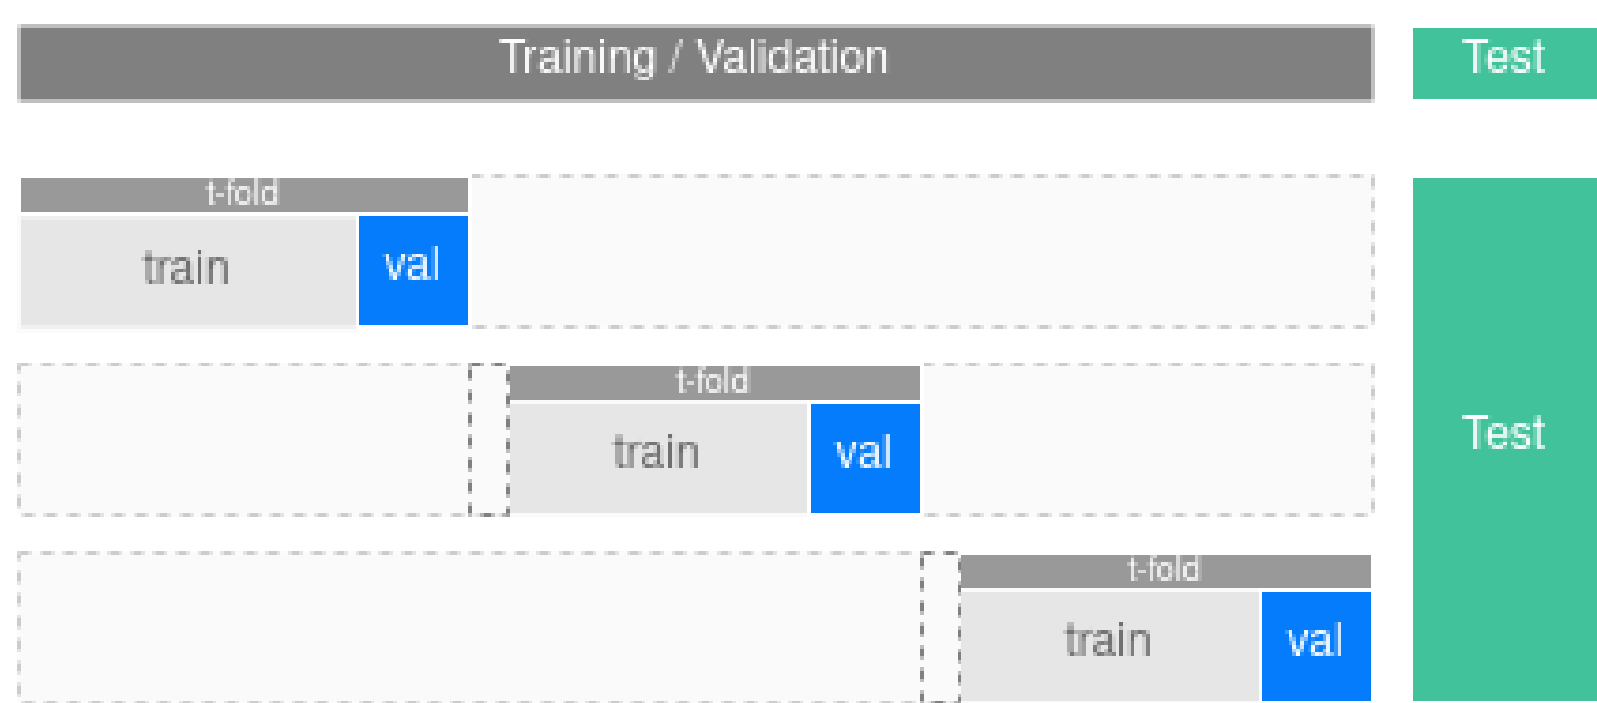 Training / Validation
Test
t-fold
train
val
t-fold
train
val
Test
t-fold
train
val